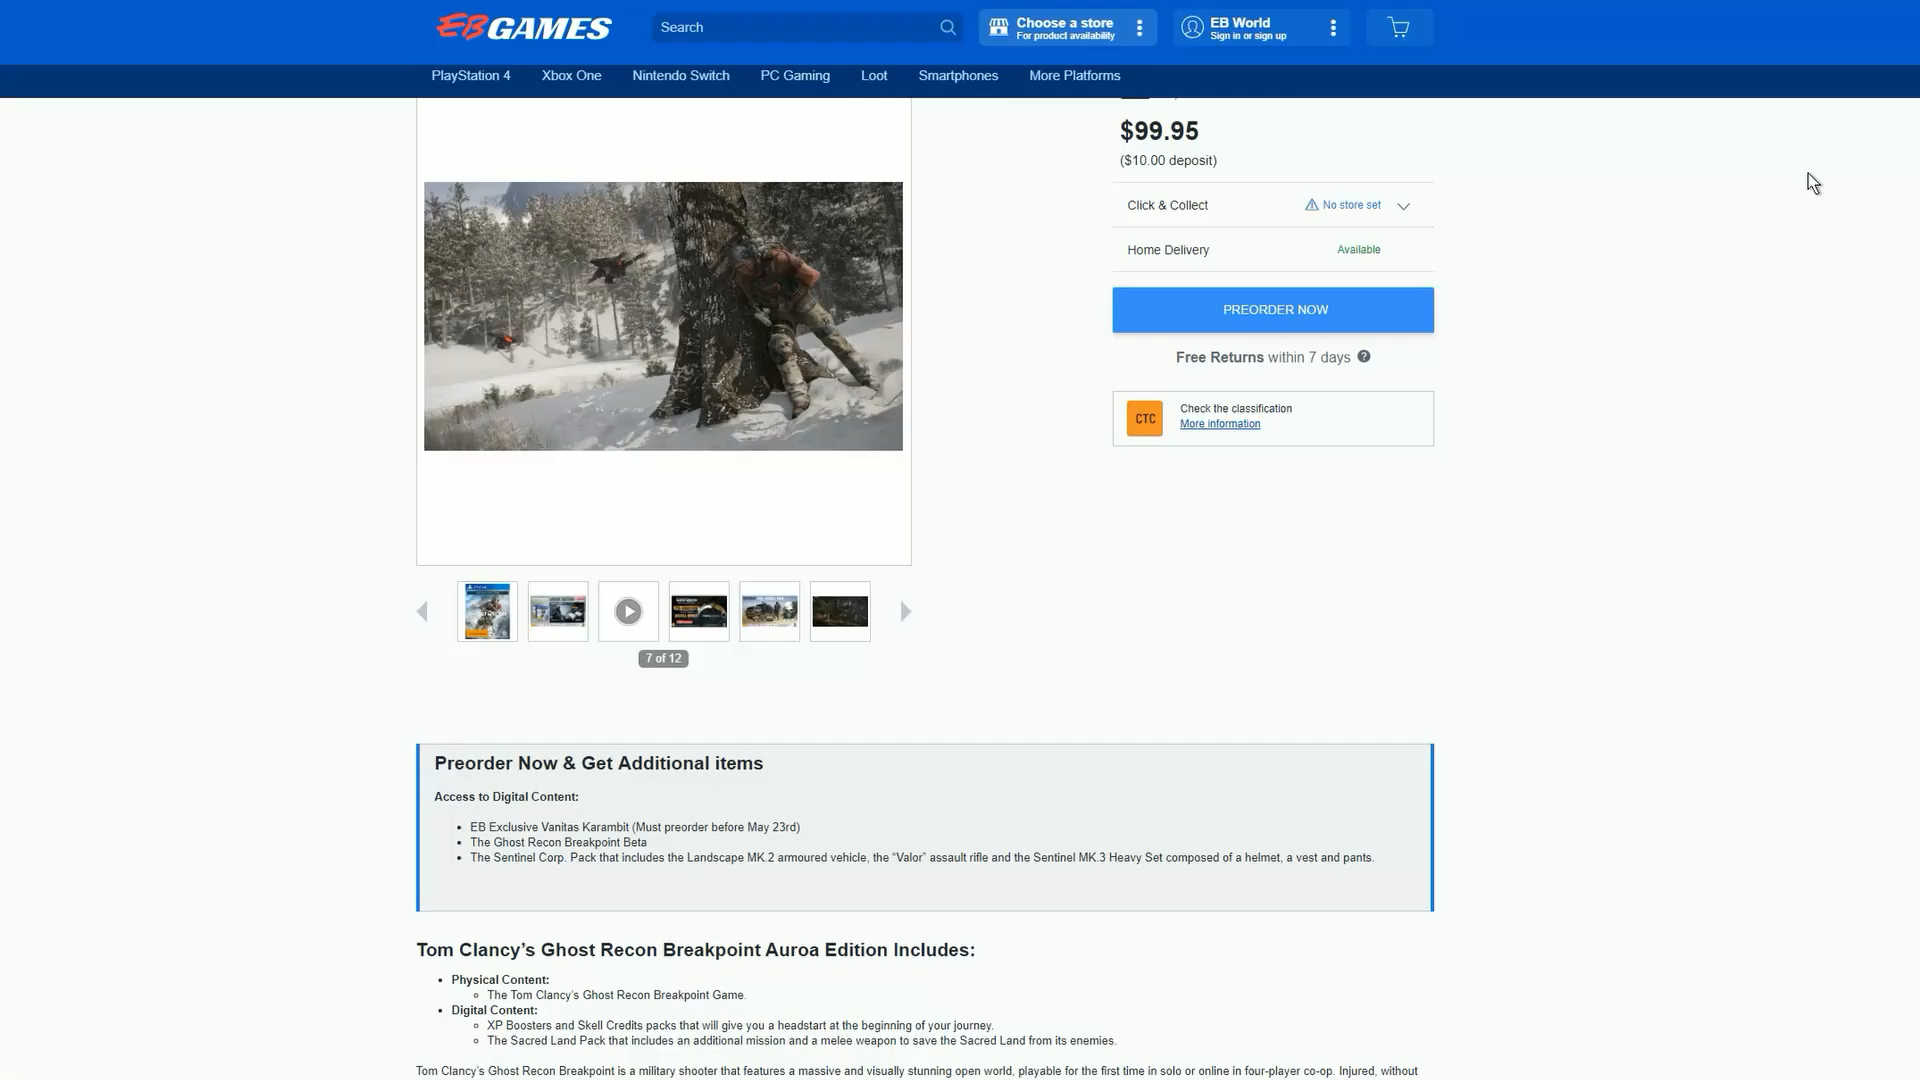 EB GAMES
Search
Choose a store
For product availability
EB World
Sign in or sign up
PlayStation 4
Xbox One
Nintendo Switch
PC Gaming
Loot
Smartphones
More Platforms
$99.95
($10.00 deposit)
Click & Collect
No store set
Home Delivery
Available
PREORDER NOW
Free Returns within 7 days
CTC
Check the classification
More information
7 of 12
Preorder Now & Get Additional items
Access to Digital Content:
EB Exclusive Vanitas Karambit (Must preorder before May 23rd)
The Ghost Recon Breakpoint Beta
The Sentinel Corp. Pack that includes the Landscape MK.2 armoured vehicle, the “Valor” assault rifle and the Sentinel MK.3 Heavy Set composed of a helmet, a vest and pants.
Tom Clancy’s Ghost Recon Breakpoint Auroa Edition Includes:
Physical Content:
The Tom Clancy’s Ghost Recon Breakpoint Game.
Digital Content:
XP Boosters and Skell Credits packs that will give you a headstart at the beginning of your journey.
The Sacred Land Pack that includes an additional mission and a melee weapon to save the Sacred Land from its enemies.
Tom Clancy’s Ghost Recon Breakpoint is a military shooter that features a massive and visually stunning open world, playable for the first time in solo or online in four-player co-op. Injured, without